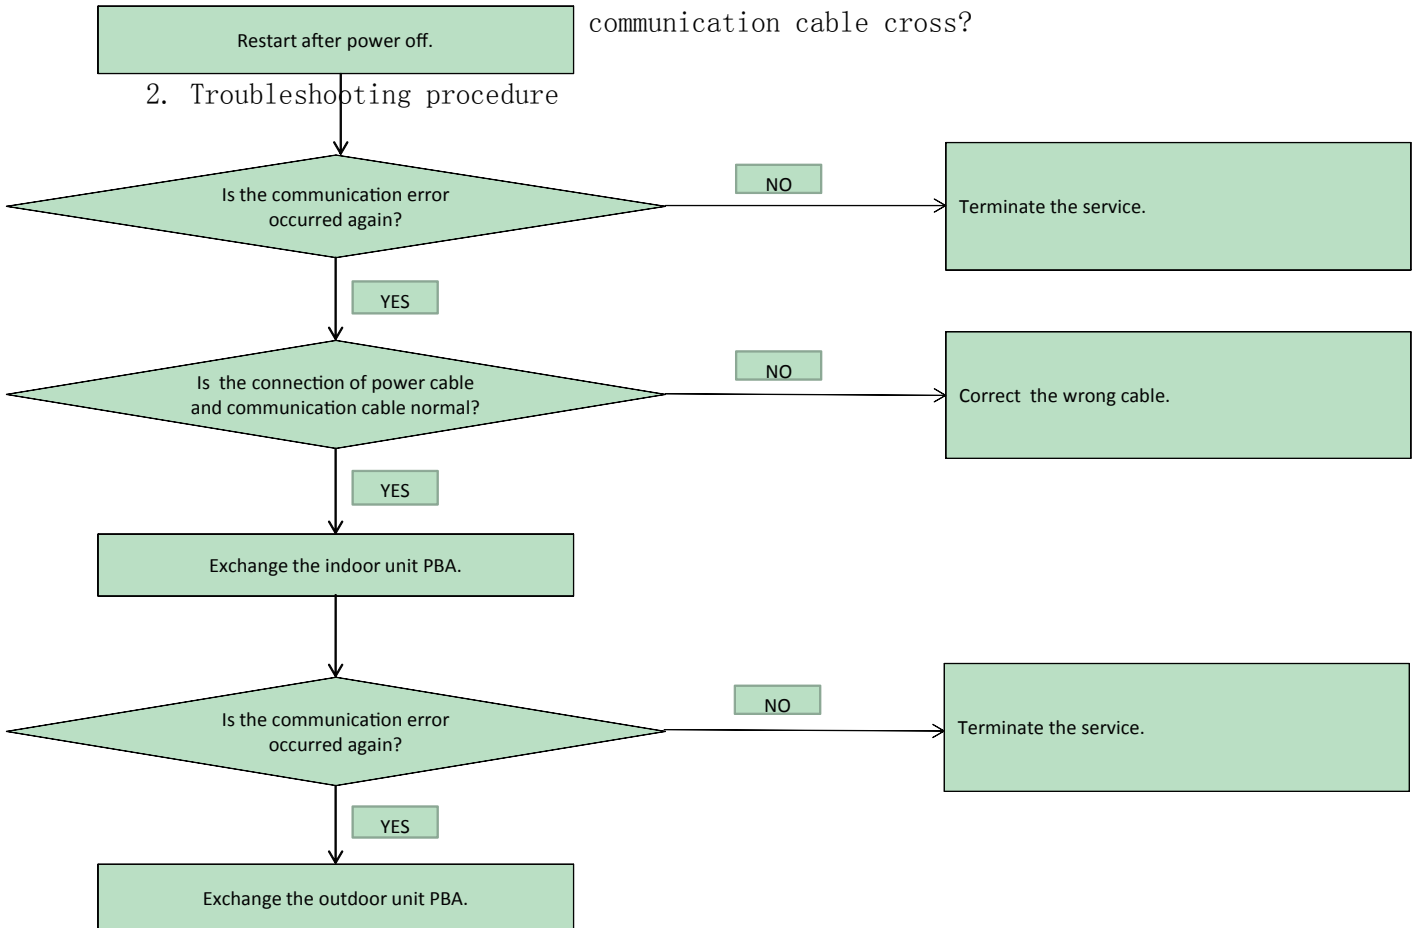 communication cable cross?
Restart after power off.
2. Troubleshooting procedure
Is the communication error
occurred again?
NO
Terminate the service.
YES
Is  the connection of power cable
and communication cable normal?
NO
Correct  the wrong cable.
YES
Exchange the indoor unit PBA.
Is the communication error
occurred again?
NO
Terminate the service.
YES
Exchange the outdoor unit PBA.